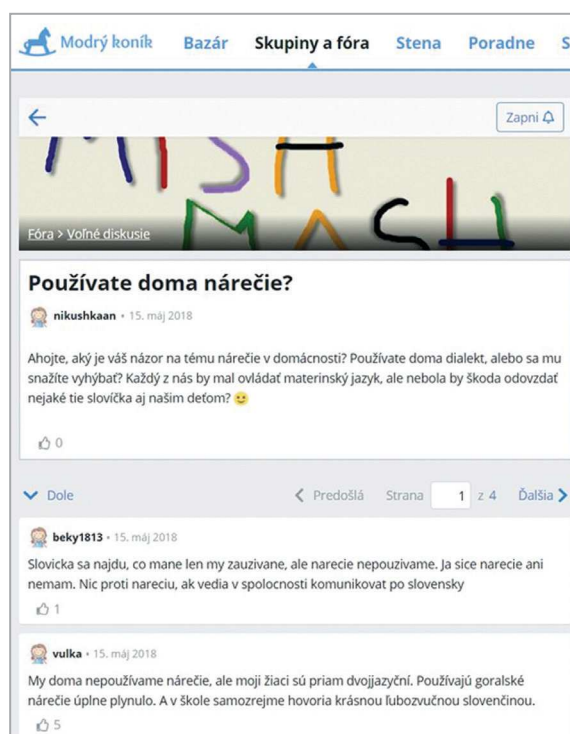 Modrý koník Bazár Skupiny a fóra Stena Poradne S
Zapni
MISH
MASH
Fóra > Voľné diskusie
Používate doma nárečie?
nikushkaan • 15. máj 2018
Ahojte, aký je váš názor na tému nárečie v domácnosti? Používate doma dialekt, alebo sa mu
snažíte vyhýbať? Každý z nás by mal ovládať materinský jazyk, ale nebola by škoda odovzdať
nejaké tie slovíčka aj našim deťom? 🙂
0
Dole Predošlá Strana 1 z 4 Ďalšia
beky1813 • 15. máj 2018
Slovicka sa najdu, co mane len my zauzivane, ale narecie nepouzivame. Ja sice narecie ani
nemam. Nic proti nareciu, ak vedia v spolocnosti komunikovat po slovensky
1
vulka • 15. máj 2018
My doma nepoužívame nárečie, ale moji žiaci sú priam dvojjazyční. Používajú goralské
nárečie úplne plynulo. A v škole samozrejme hovoria krásnou ľubozvučnou slovenčinou.
5